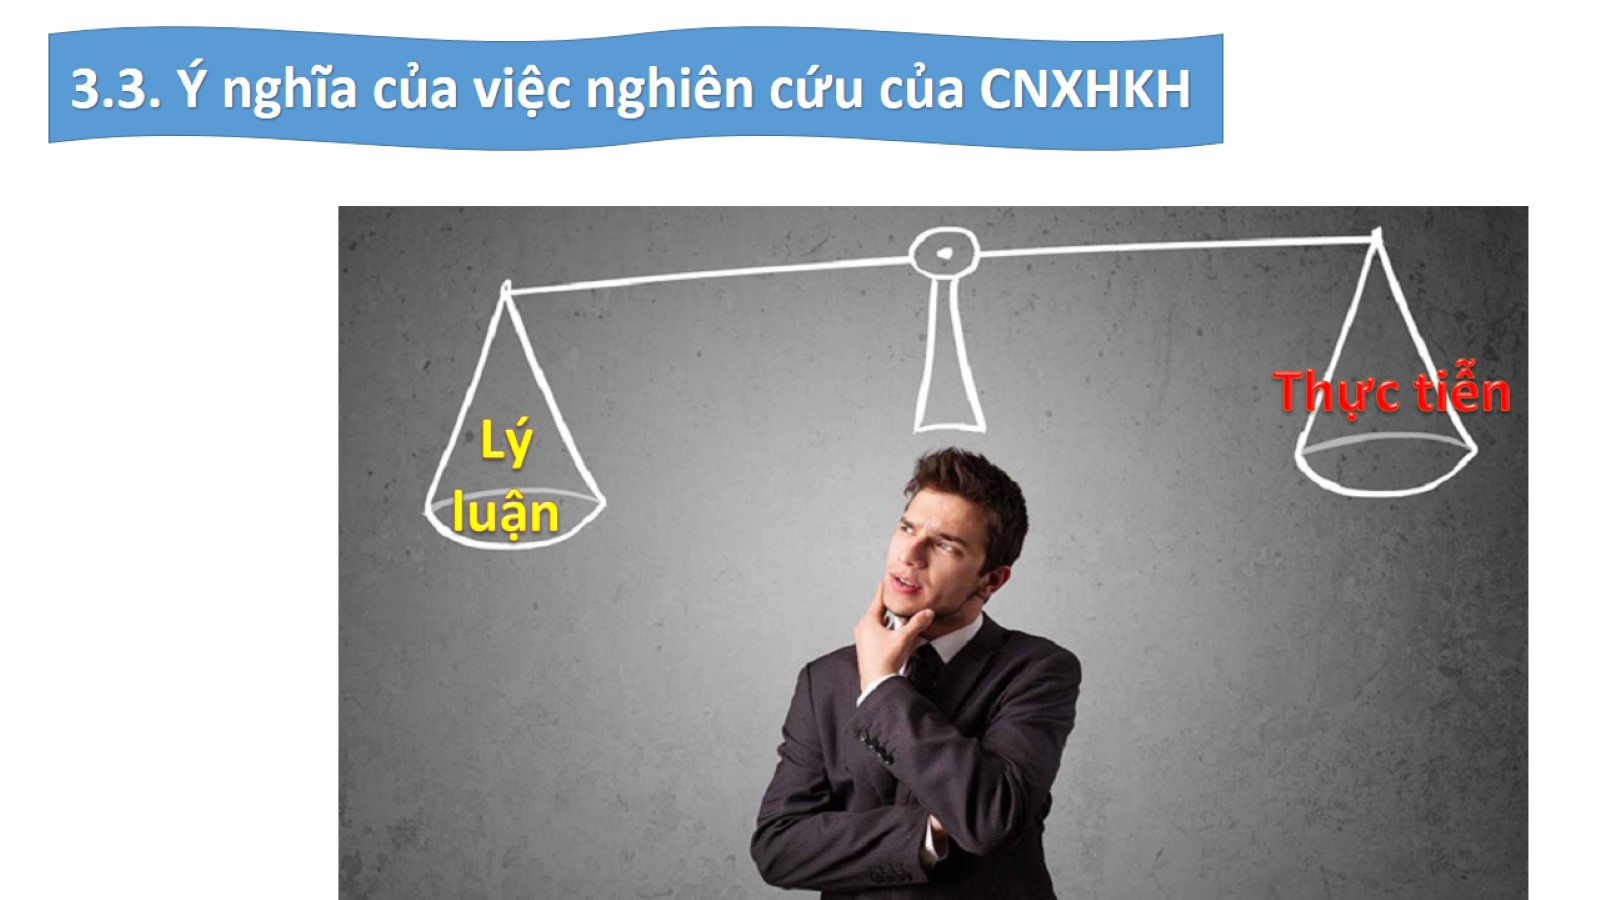 3.3. Ý nghĩa của việc nghiên cứu của CNXHKH
Thực tiễn
Lý
luận